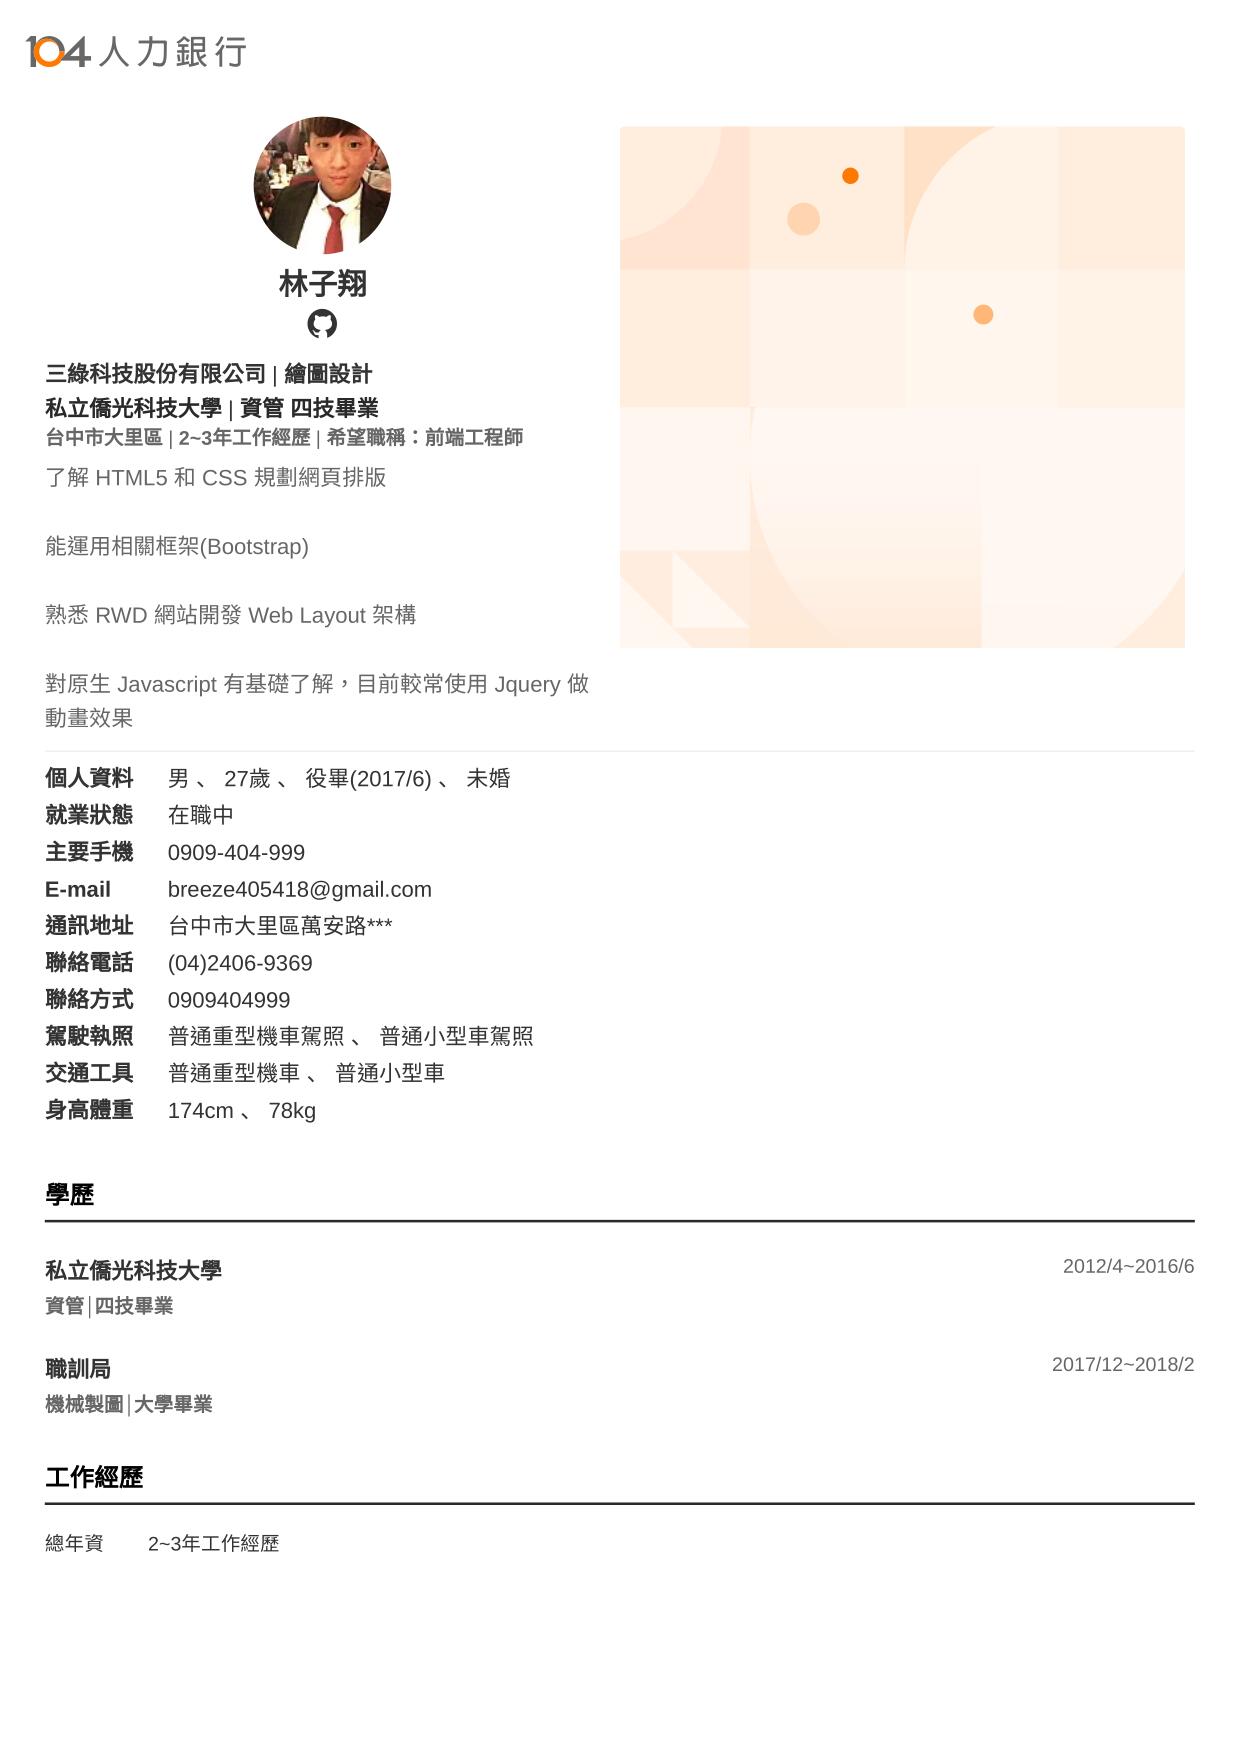 104 人力銀行
林子翔
三綠科技股份有限公司 | 繪圖設計
私立僑光科技大學 | 資管 四技畢業
台中市大里區 | 2~3年工作經歷 | 希望職稱：前端工程師
了解 HTML5 和 CSS 規劃網頁排版
能運用相關框架(Bootstrap)
熟悉 RWD 網站開發 Web Layout 架構
對原生 Javascript 有基礎了解，目前較常使用 Jquery 做
動畫效果
個人資料 男 、 27歲 、 役畢(2017/6) 、 未婚
就業狀態 在職中
主要手機 0909-404-999
E-mail breeze405418@gmail.com
通訊地址 台中市大里區萬安路***
聯絡電話 (04)2406-9369
聯絡方式 0909404999
駕駛執照 普通重型機車駕照 、 普通小型車駕照
交通工具 普通重型機車 、 普通小型車
身高體重 174cm 、 78kg
學歷
私立僑光科技大學 2012/4~2016/6
資管│四技畢業
職訓局 2017/12~2018/2
機械製圖│大學畢業
工作經歷
總年資 2~3年工作經歷